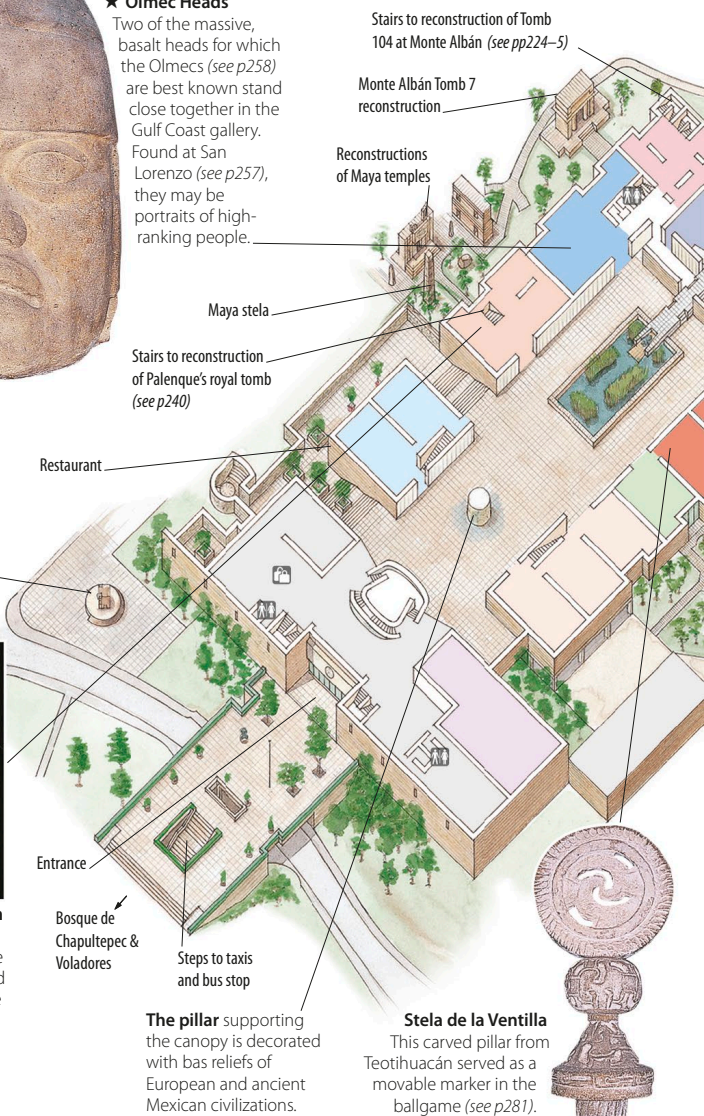 ★ Olmec Heads
Two of the massive,
basalt heads for which
the Olmecs (see p258)
are best known stand
close together in the
Gulf Coast gallery.
Found at San
Lorenzo (see p257),
they may be
portraits of high-
ranking people.
Stairs to reconstruction of Tomb
104 at Monte Albán (see pp224–5)
Monte Albán Tomb 7
reconstruction
Reconstructions
of Maya temples
Maya stela
Stairs to reconstruction
of Palenque's royal tomb
(see p240)
Restaurant
Entrance
Bosque de
Chapultepec &
Voladores
Steps to taxis
and bus stop
The pillar supporting
the canopy is decorated
with bas reliefs of
European and ancient
Mexican civilizations.
Stela de la Ventilla
This carved pillar from
Teotihuacán served as a
movable marker in the
ballgame (see p281).